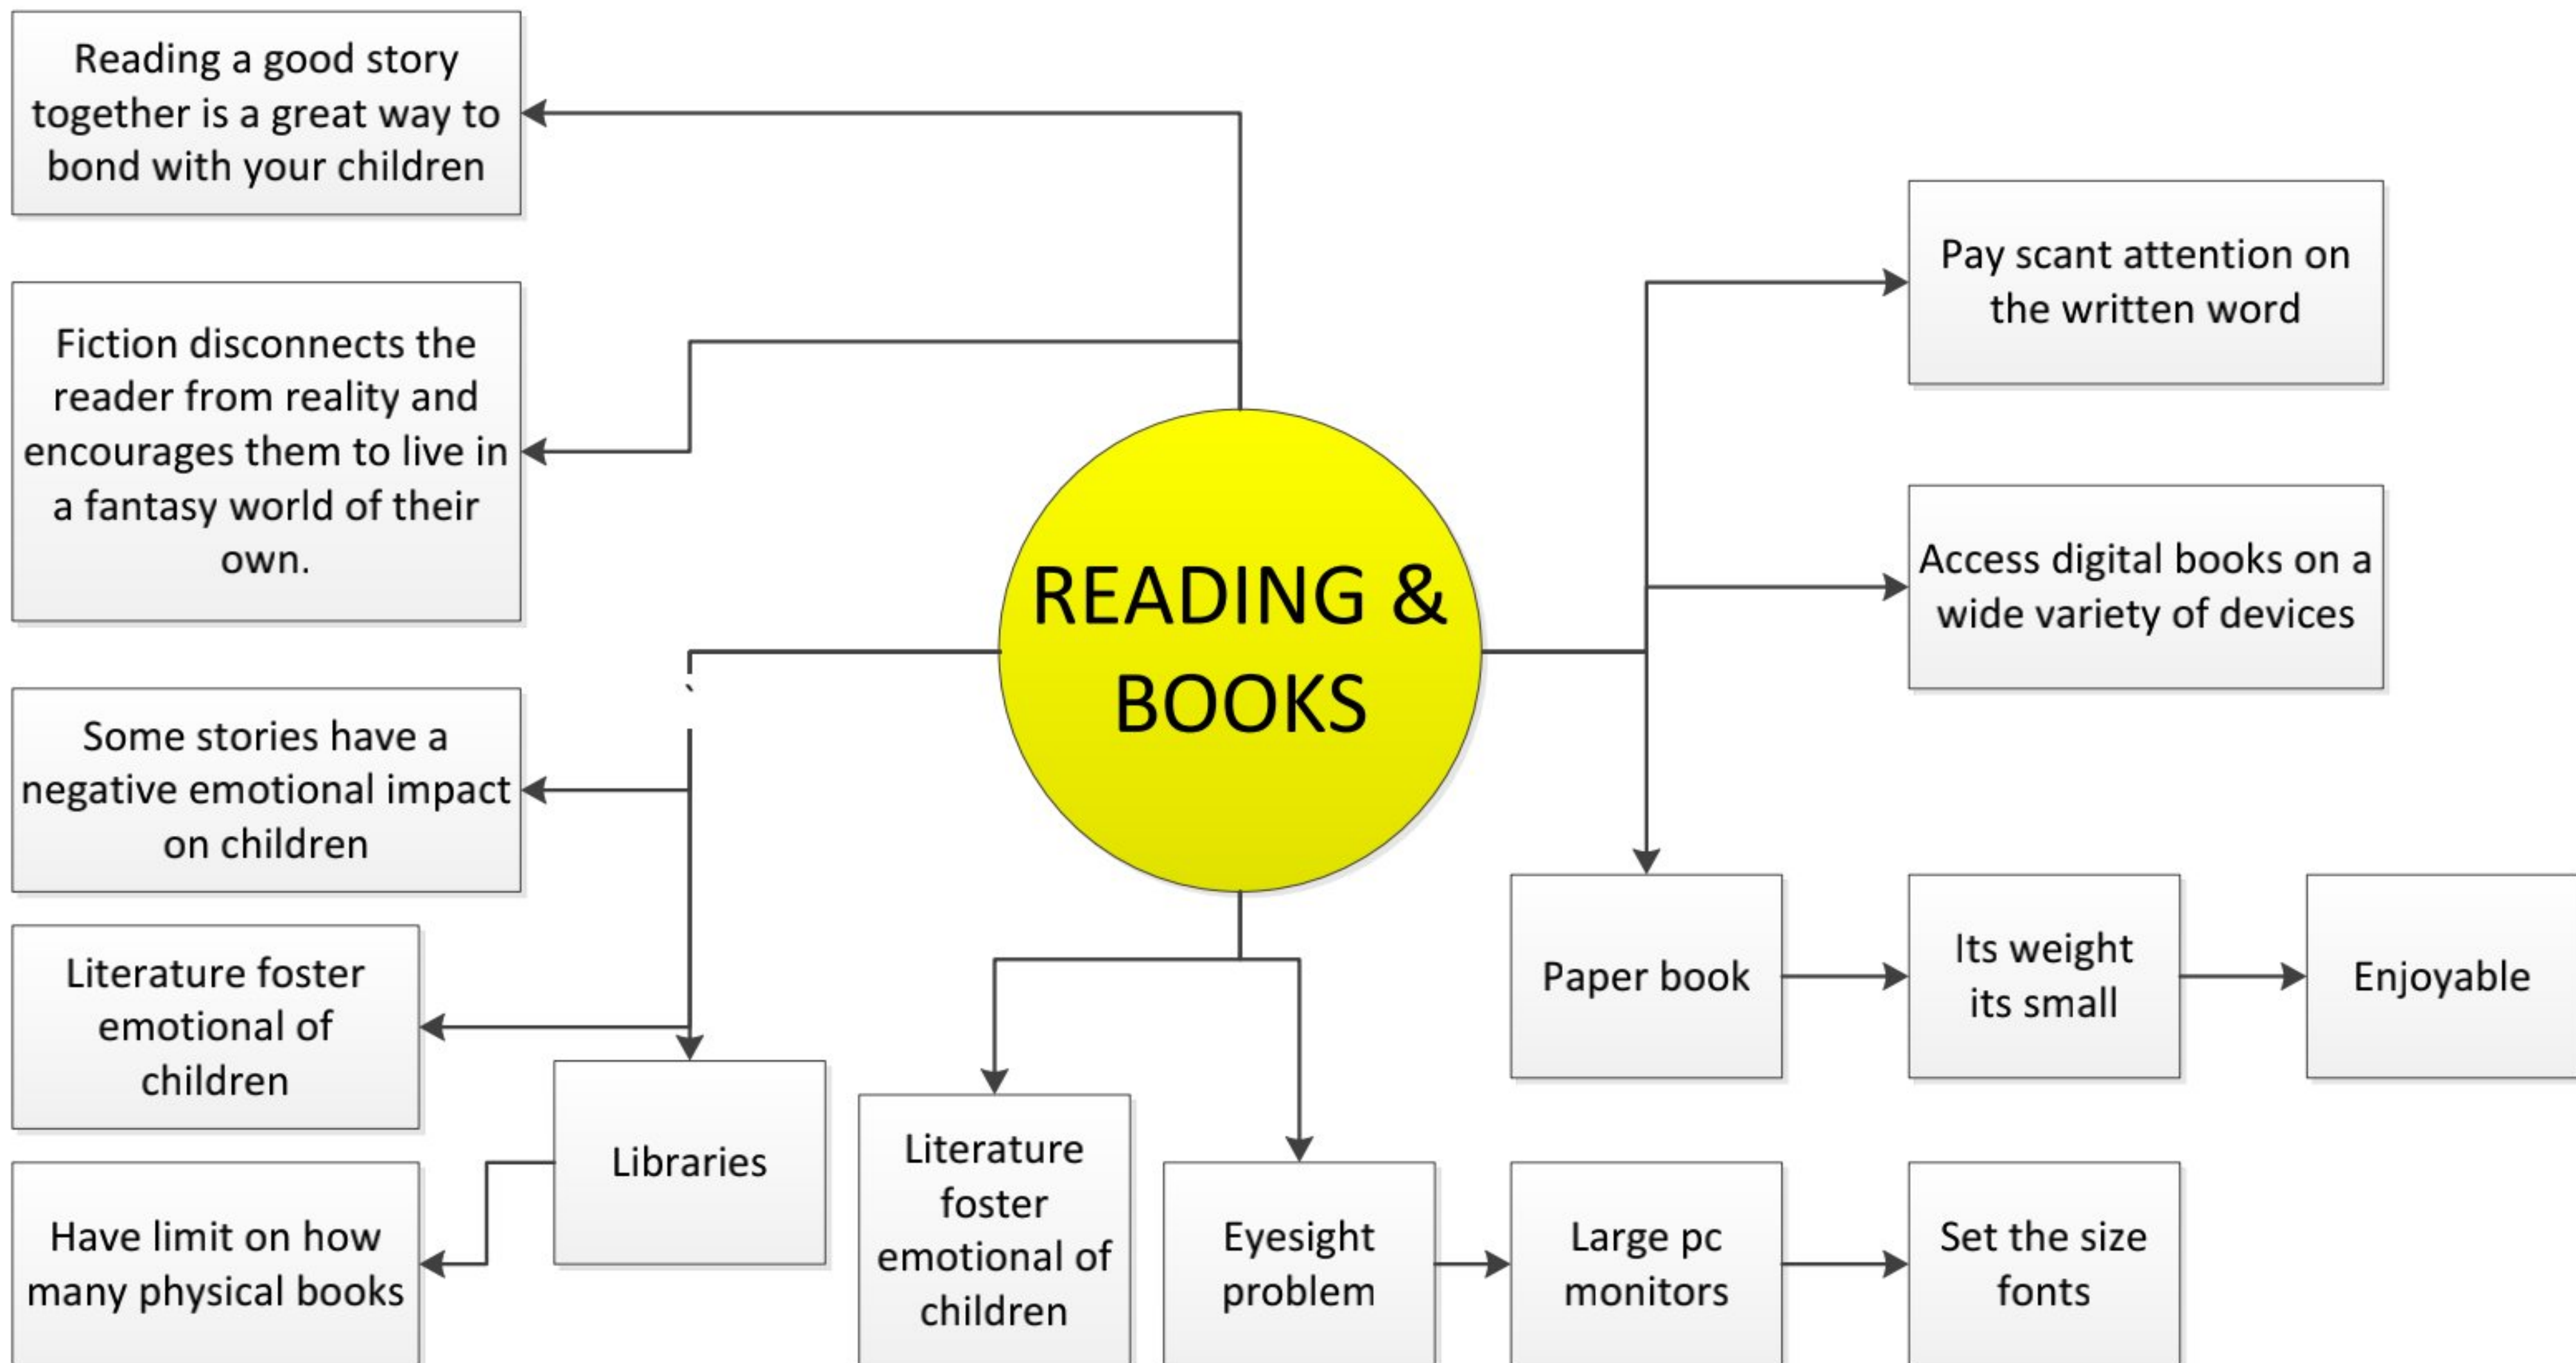 Reading a good story
together is a great way to
bond with your children
Fiction disconnects the
reader from reality and
encourages them to live in
a fantasy world of their
own.
Some stories have a
negative emotional impact
on children
Literature foster
emotional of
children
Have limit on how
many physical books
Libraries
READING &
BOOKS
Literature
foster
emotional of
children
Eyesight
problem
Large pc
monitors
Set the size
fonts
Pay scant attention on
the written word
Access digital books on a
wide variety of devices
Paper book
Its weight
its small
Enjoyable